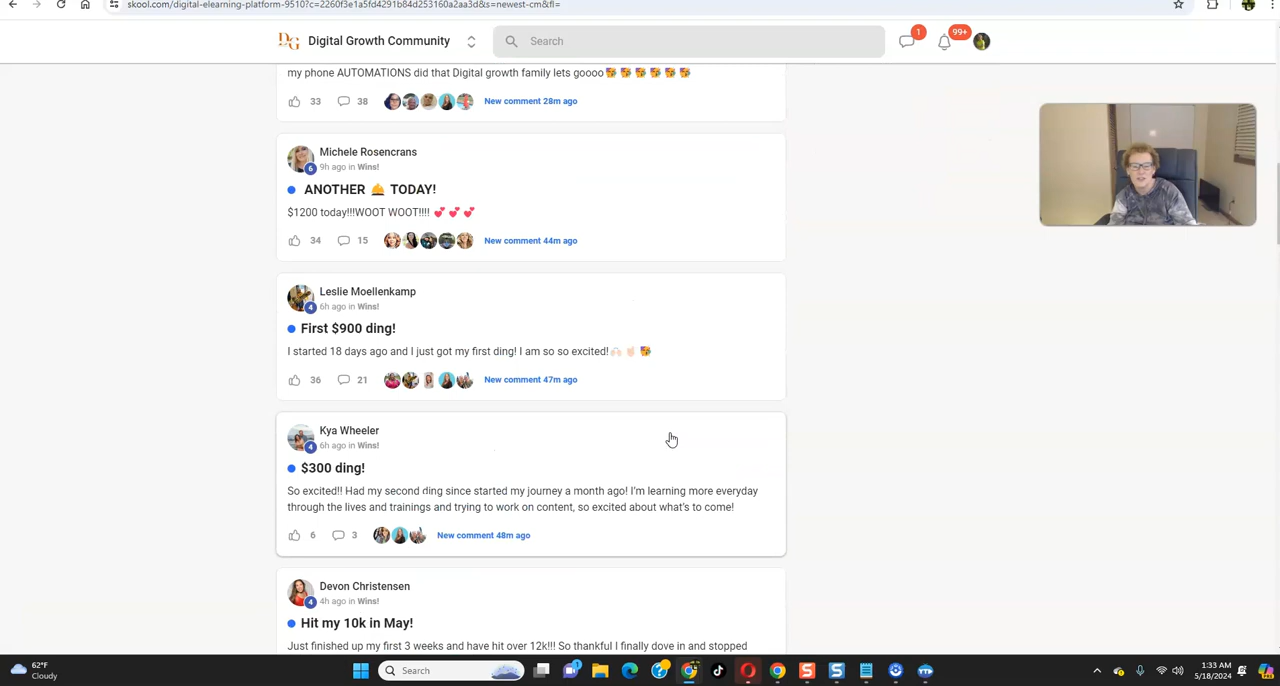 skool.com/digital-elearning-platform-9510?c=2260f3e1a5fd4291b84d253160a2aa3d&s=newest-cm&fl=
DG Digital Growth Community
Search
1
99+
my phone AUTOMATIONS did that Digital growth family lets goooo🥳🥳🥳🥳🥳🥳
33 38 New comment 28m ago
Michele Rosencrans
6 9h ago in Wins!
ANOTHER 🛎️ TODAY!
$1200 today!!!WOOT WOOT!!!! 💕💕💕
34 15 New comment 44m ago
Leslie Moellenkamp
4 6h ago in Wins!
First $900 ding!
I started 18 days ago and I just got my first ding! I am so so excited!🙌🏻🤞🏻🥳
36 21 New comment 47m ago
Kya Wheeler
4 6h ago in Wins!
$300 ding!
So excited!! Had my second ding since started my journey a month ago! I'm learning more everyday
through the lives and trainings and trying to work on content, so excited about what's to come!
6 3 New comment 48m ago
Devon Christensen
4 4h ago in Wins!
Hit my 10k in May!
Just finished up my first 3 weeks and have hit over 12k!!! So thankful I finally dove in and stopped
62°F
Cloudy
Search
1:33 AM
5/18/2024